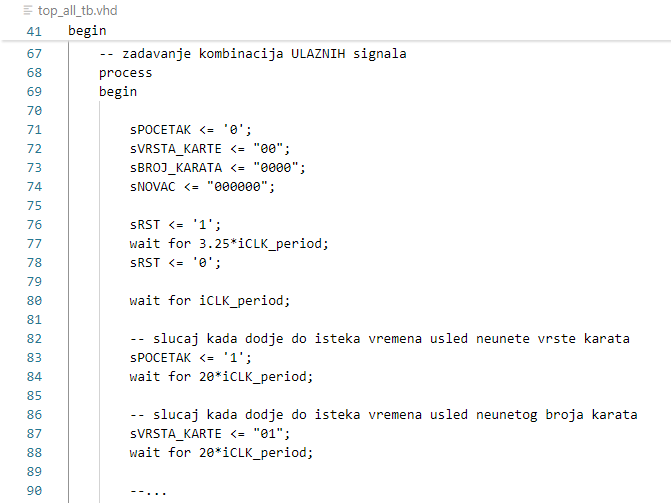 top_all_tb.vhd
41 begin
67 -- zadavanje kombinacija ULAZNIH signala
68 process
69 begin
70
71 sPOCETAK <= '0';
72 sVRSTA_KARTE <= "00";
73 sBROJ_KARATA <= "0000";
74 sNOVAC <= "000000";
75
76 sRST <= '1';
77 wait for 3.25*iCLK_period;
78 sRST <= '0';
79
80 wait for iCLK_period;
81
82 -- slucaj kada dodje do isteka vremena usled neunete vrste karata
83 sPOCETAK <= '1';
84 wait for 20*iCLK_period;
85
86 -- slucaj kada dodje do isteka vremena usled neunetog broja karata
87 sVRSTA_KARTE <= "01";
88 wait for 20*iCLK_period;
89
90 --...